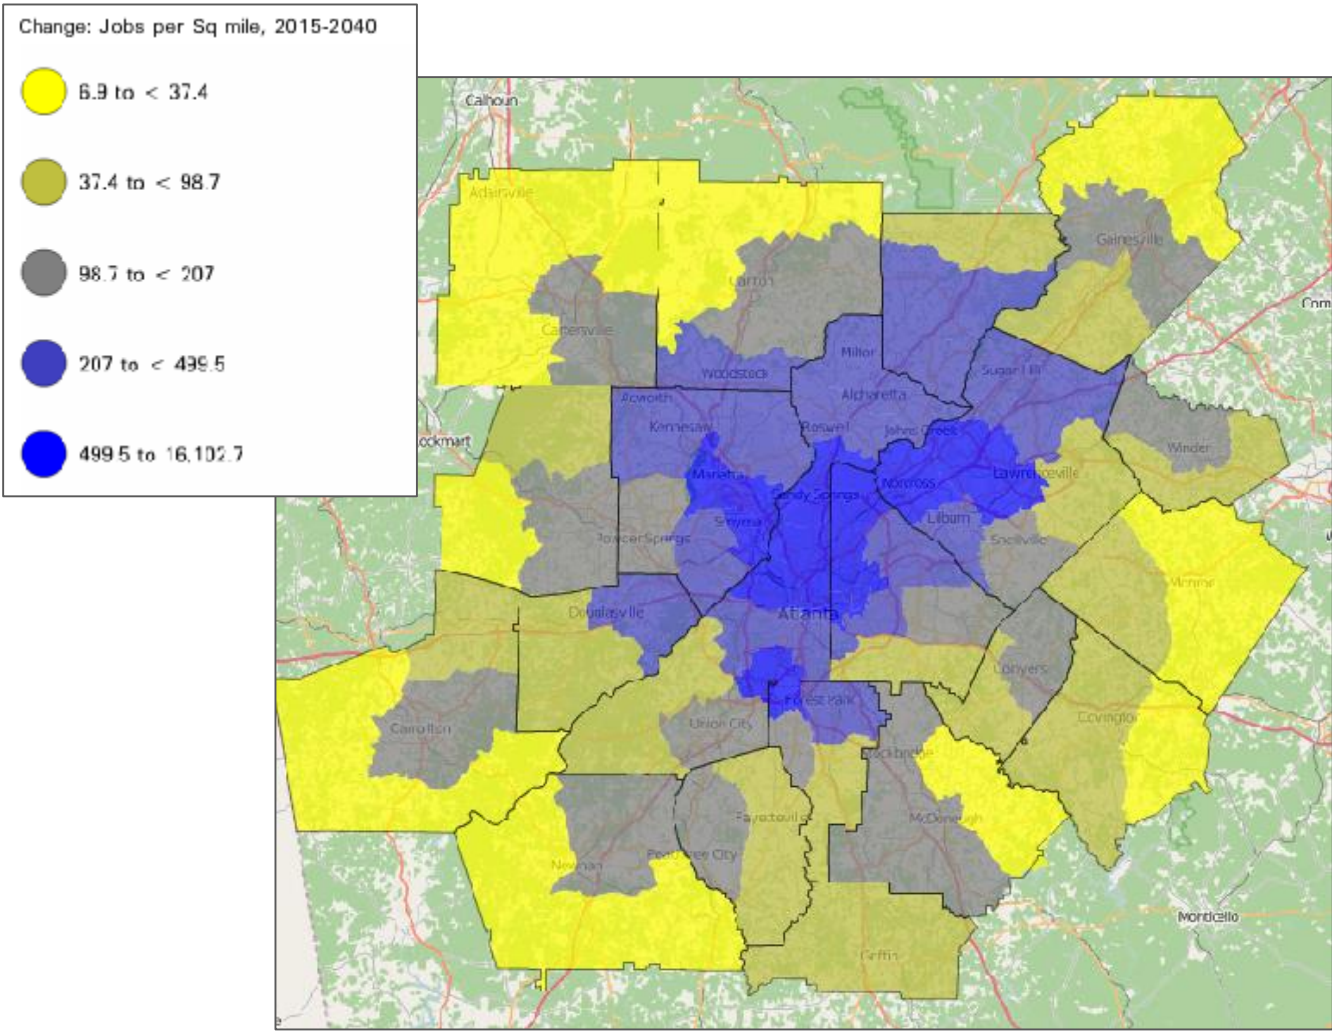 Change: Jobs per Sq mile, 2015-2040
6.9 to < 37.4
37.4 to < 98.7
98.7 to < 207
207 to < 499.5
499.5 to 16,102.7
Calhoun
Adairsville
Gainesville
Canton
Cartersville
Milton
Woodstock
Sugar Hill
Acworth
Alpharetta
Kennesaw
Roswell
Johns Creek
Winder
Marietta
Lawrenceville
Norcross
Sandy Springs
Smyrna
Lilburn
Powder Springs
Snellville
Monroe
Douglasville
Atlanta
Conyers
Forest Park
Covington
Union City
Carrollton
Stockbridge
Fayetteville
McDonough
Peachtree City
Newnan
Monticello
Griffin